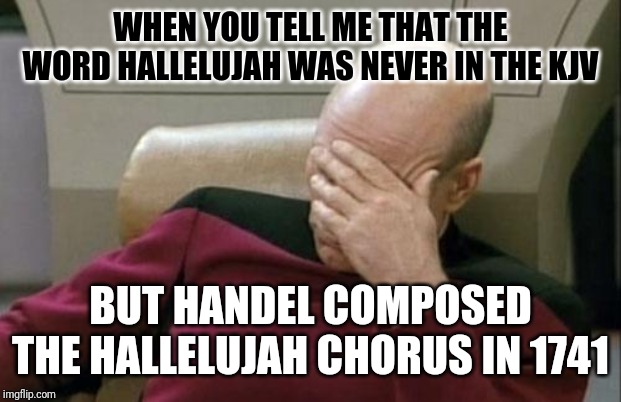 WHEN YOU TELL ME THAT THE
WORD HALLELUJAH WAS NEVER IN THE KJV
BUT HANDEL COMPOSED
THE HALLELUJAH CHORUS IN 1741
imgflip.com